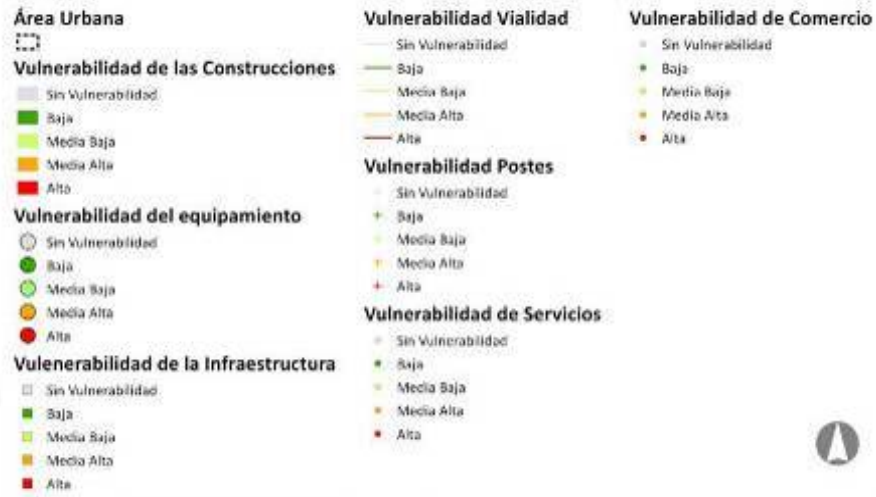 Área Urbana
Vulnerabilidad de las Construcciones
Sin Vulnerabilidad
Baja
Media Baja
Media Alta
Alta
Vulnerabilidad del equipamiento
Sin Vulnerabilidad
Baja
Media Baja
Media Alta
Alta
Vulenerabilidad de la Infraestructura
Sin Vulnerabilidad
Baja
Media Baja
Media Alta
Alta
Vulnerabilidad Vialidad
Sin Vulnerabilidad
Baja
Media Baja
Media Alta
Alta
Vulnerabilidad Postes
Sin Vulnerabilidad
Baja
Media Baja
Media Alta
Alta
Vulnerabilidad de Servicios
Sin Vulnerabilidad
Baja
Media Baja
Media Alta
Alta
Vulnerabilidad de Comercio
Sin Vulnerabilidad
Baja
Media Baja
Media Alta
Alta